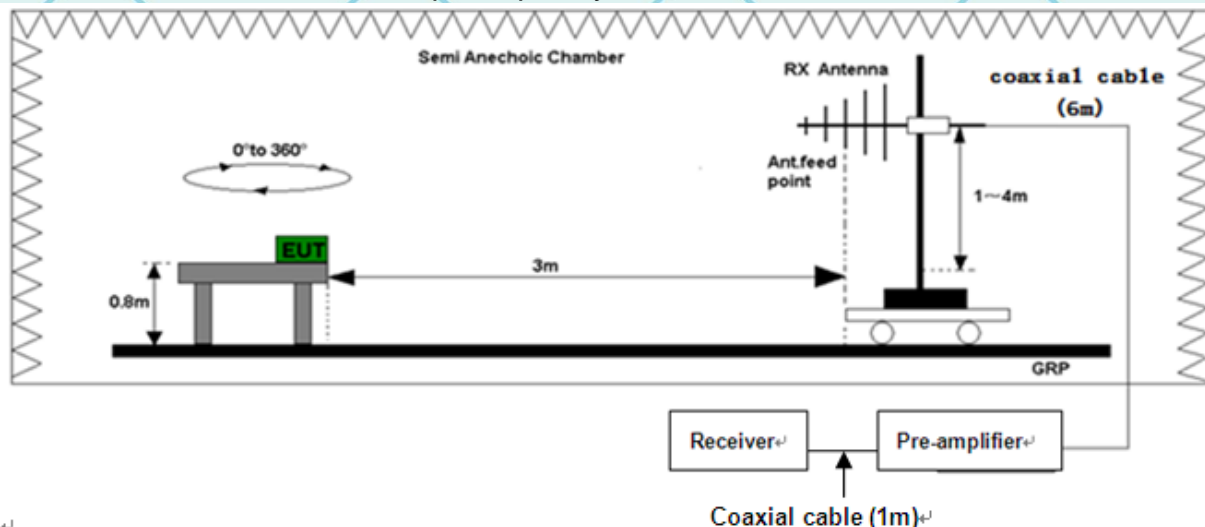 Semi Anechoic Chamber
RX Antenna
coaxial cable
(6m)
0°to 360°
Ant.feed
point
1～4m
EUT
3m
0.8m
GRP
Receiver↵
Pre-amplifier↵
Coaxial cable (1m)↵
↵